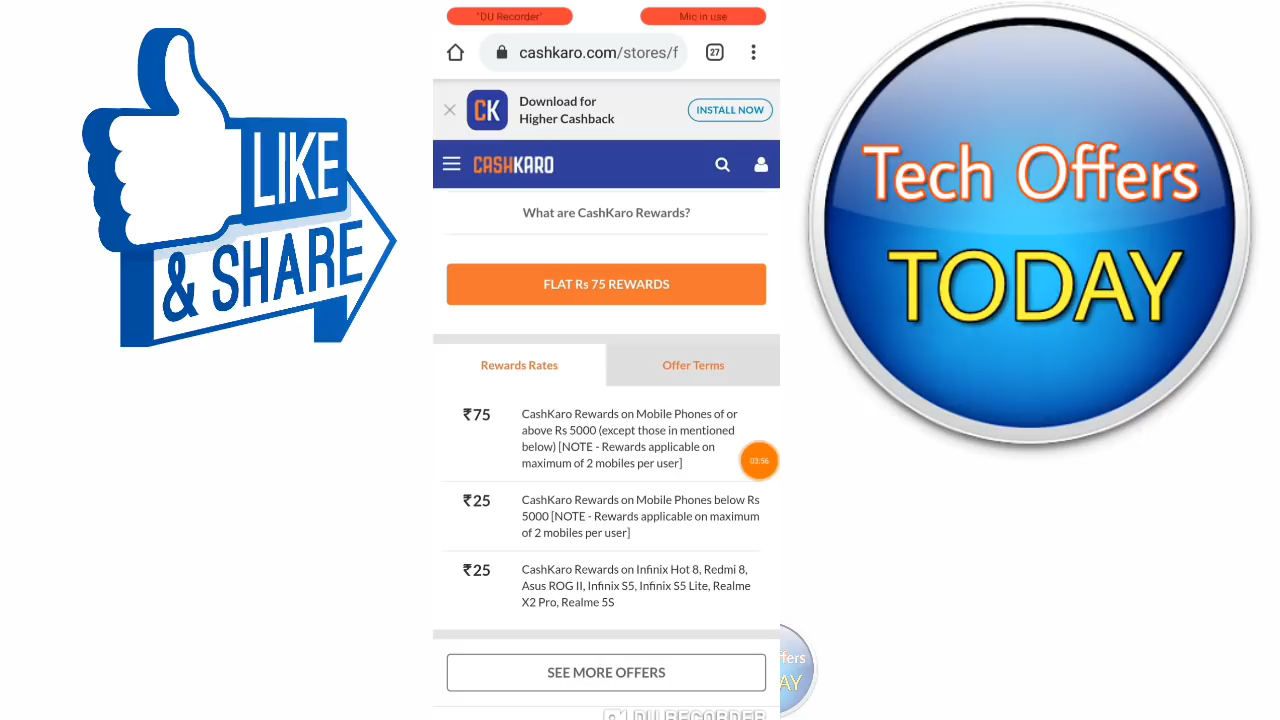 LIKE
& SHARE
"DU Recorder"
Mic in use
cashkaro.com/stores/f
27
CK
Download for
Higher Cashback
INSTALL NOW
CASHKARO
What are CashKaro Rewards?
FLAT Rs 75 REWARDS
Rewards Rates
Offer Terms
₹75
CashKaro Rewards on Mobile Phones of or
above Rs 5000 (except those in mentioned
below) [NOTE - Rewards applicable on
maximum of 2 mobiles per user]
03:56
₹25
CashKaro Rewards on Mobile Phones below Rs
5000 [NOTE - Rewards applicable on maximum
of 2 mobiles per user]
₹25
CashKaro Rewards on Infinix Hot 8, Redmi 8,
Asus ROG II, Infinix S5, Infinix S5 Lite, Realme
X2 Pro, Realme 5S
SEE MORE OFFERS
DU RECORDER
Tech Offers
TODAY
ffers
AY